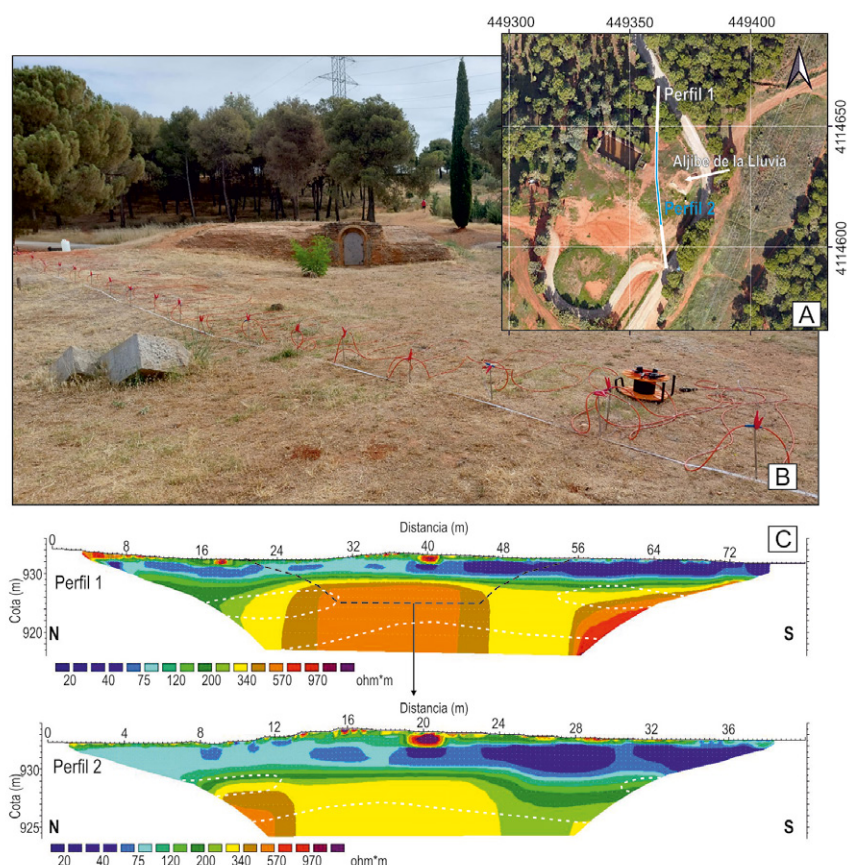 449300 449350 449400
4114650
4114600
Perfil 1
Aljibe de la Lluvia
Perfil 2
A
B
C
Distancia (m)
0 8 16 24 32 40 48 56 64 72
Cota (m)
930
920
Perfil 1
N S
20 40 75 120 200 340 570 970 ohm*m
Distancia (m)
0 4 8 12 16 20 24 28 32 36
Cota (m)
930
925
Perfil 2
N S
20 40 75 120 200 340 570 970 ohm*m